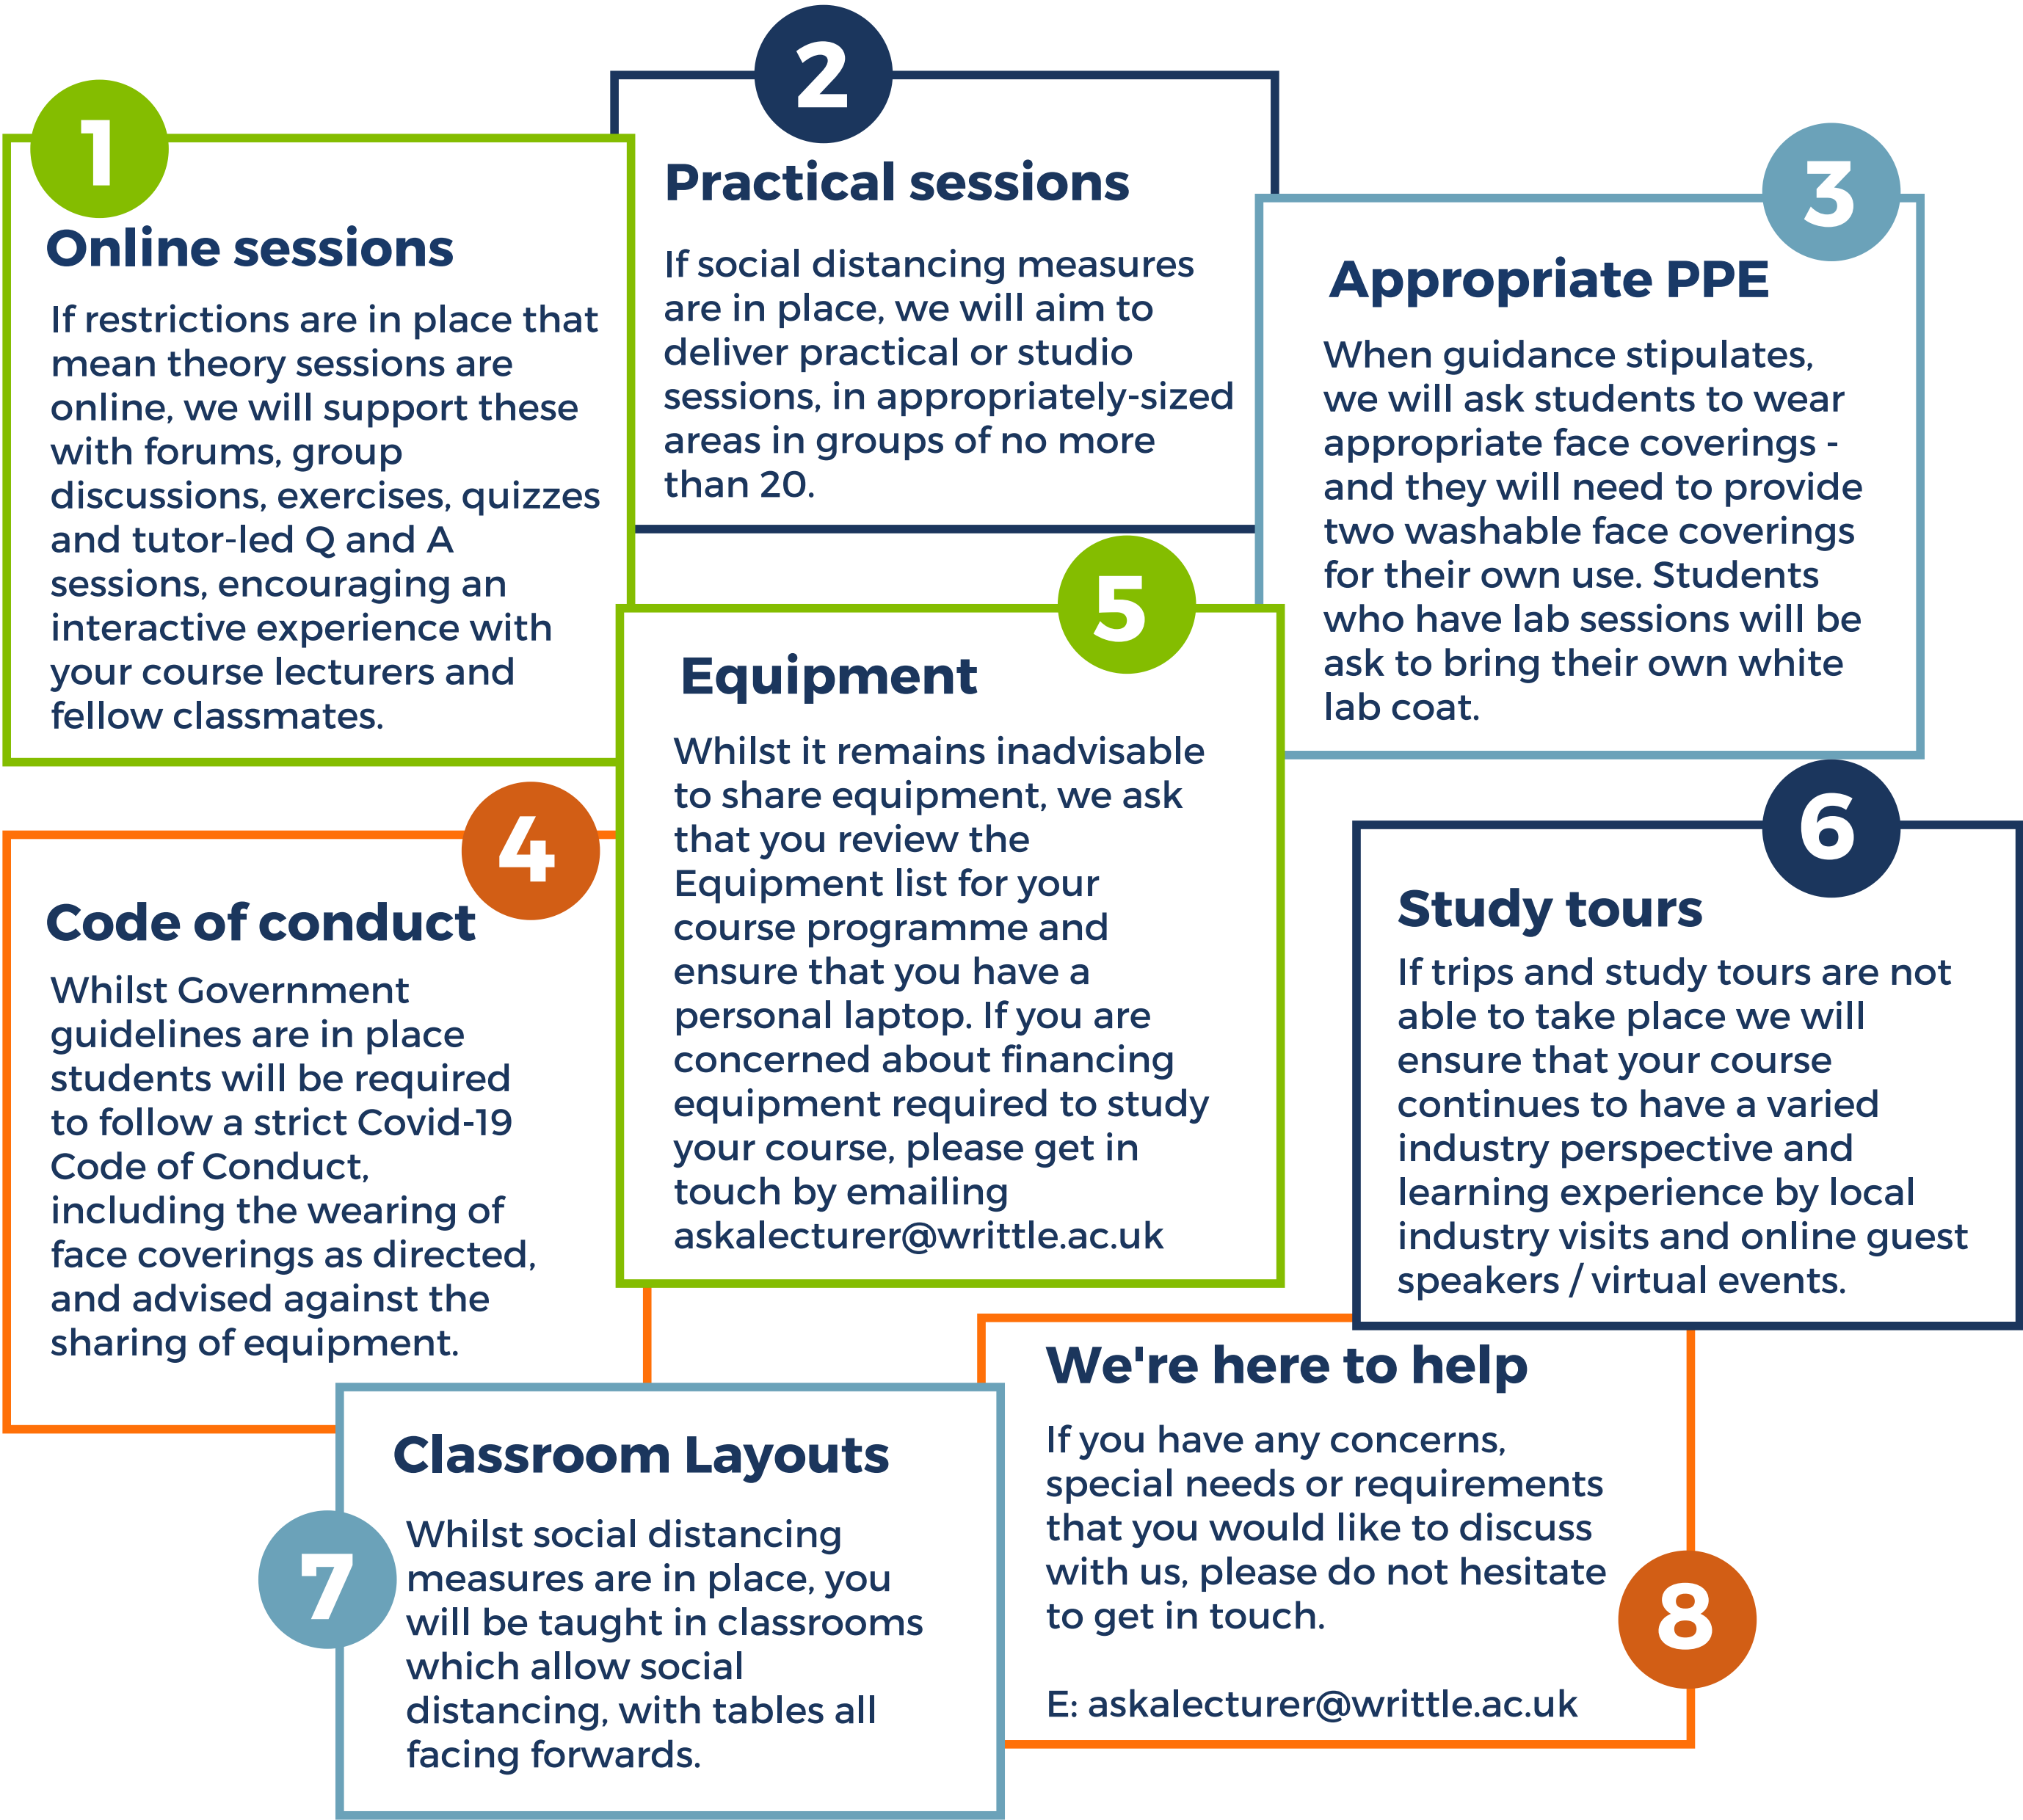 1
Online sessions
If restrictions are in place that
mean theory sessions are
online, we will support these
with forums, group
discussions, exercises, quizzes
and tutor-led Q and A
sessions, encouraging an
interactive experience with
your course lecturers and
fellow classmates.
2
Practical sessions
If social distancing measures
are in place, we will aim to
deliver practical or studio
sessions, in appropriately-sized
areas in groups of no more
than 20.
3
Appropriate PPE
When guidance stipulates,
we will ask students to wear
appropriate face coverings -
and they will need to provide
two washable face coverings
for their own use. Students
who have lab sessions will be
ask to bring their own white
lab coat.
4
Code of conduct
Whilst Government
guidelines are in place
students will be required
to follow a strict Covid-19
Code of Conduct,
including the wearing of
face coverings as directed,
and advised against the
sharing of equipment.
5
Equipment
Whilst it remains inadvisable
to share equipment, we ask
that you review the
Equipment list for your
course programme and
ensure that you have a
personal laptop. If you are
concerned about financing
equipment required to study
your course, please get in
touch by emailing
askalecturer@writtle.ac.uk
6
Study tours
If trips and study tours are not
able to take place we will
ensure that your course
continues to have a varied
industry perspective and
learning experience by local
industry visits and online guest
speakers / virtual events.
7
Classroom Layouts
Whilst social distancing
measures are in place, you
will be taught in classrooms
which allow social
distancing, with tables all
facing forwards.
We're here to help
If you have any concerns,
special needs or requirements
that you would like to discuss
with us, please do not hesitate
to get in touch.
8
E: askalecturer@writtle.ac.uk